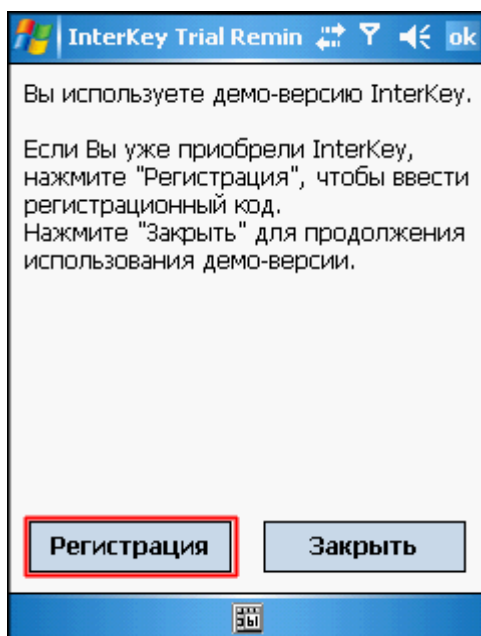 InterKey Trial Remin ok
Вы используете демо-версию InterKey.
Если Вы уже приобрели InterKey,
нажмите "Регистрация", чтобы ввести
регистрационный код.
Нажмите "Закрыть" для продолжения
использования демо-версии.
Регистрация Закрыть